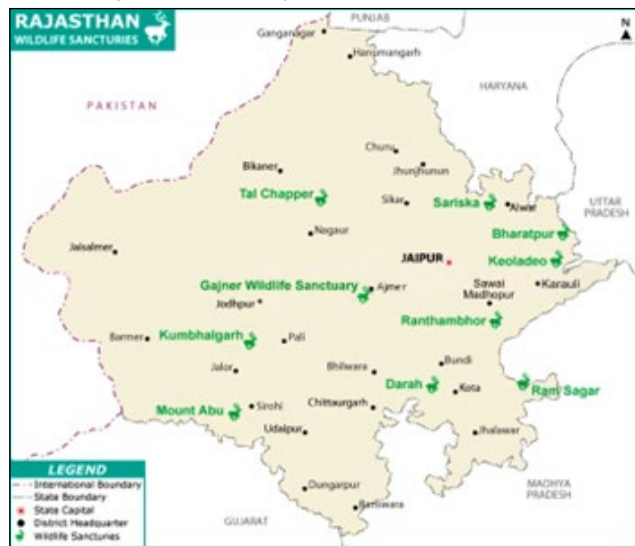 RAJASTHAN
WILDLIFE SANCTURIES
PUNJAB
N
Ganganagar
Hanumangarh
HARYANA
PAKISTAN
Churu
Jhunjhunun
Bikaner
Tal Chapper
Sikar
Sariska
Alwar
UTTAR
PRADESH
Nagaur
Bharatpur
Jaisalmer
JAIPUR
Keoladeo
Gajner Wildlife Sanctuary
Ajmer
Sawai
Madhopur
Karauli
Jodhpur
Ranthambhor
Barmer
Kumbhalgarh
Pali
Jalor
Bhilwara
Bundi
Darah
Kota
Ram Sagar
Mount Abu
Sirohi
Chittaurgarh
Udaipur
Jhalawar
LEGEND
International Boundary
State Boundary
State Capital
District Headquarter
Wildlife Sancturies
Dungarpur
Banswara
GUJARAT
MADHYA
PRADESH